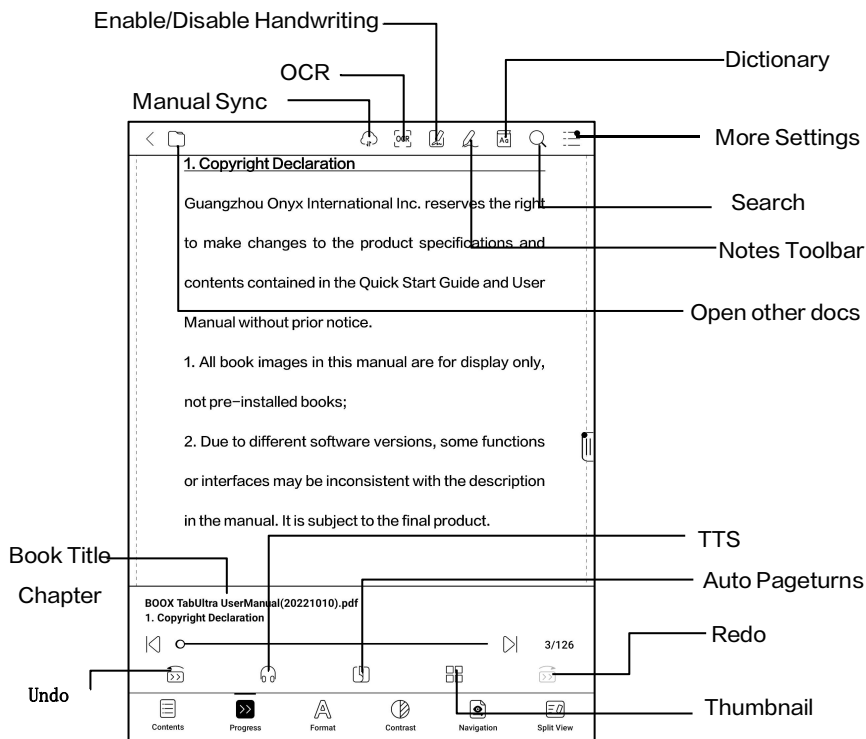 Enable/Disable Handwriting
OCR
Dictionary
Manual Sync
More Settings
OCR
Aa
1. Copyright Declaration
Guangzhou Onyx International Inc. reserves the right
Search
to make changes to the product specifications and
Notes Toolbar
contents contained in the Quick Start Guide and User
Open other docs
Manual without prior notice.
1. All book images in this manual are for display only,
not pre-installed books;
2. Due to different software versions, some functions
or interfaces may be inconsistent with the description
in the manual. It is subject to the final product.
TTS
Book Title
Auto Pageturns
Chapter
BOOX TabUltra UserManual(20221010).pdf
1. Copyright Declaration
Redo
3/126
Undo
Thumbnail
Contents
Progress
Format
Contrast
Navigation
Split View